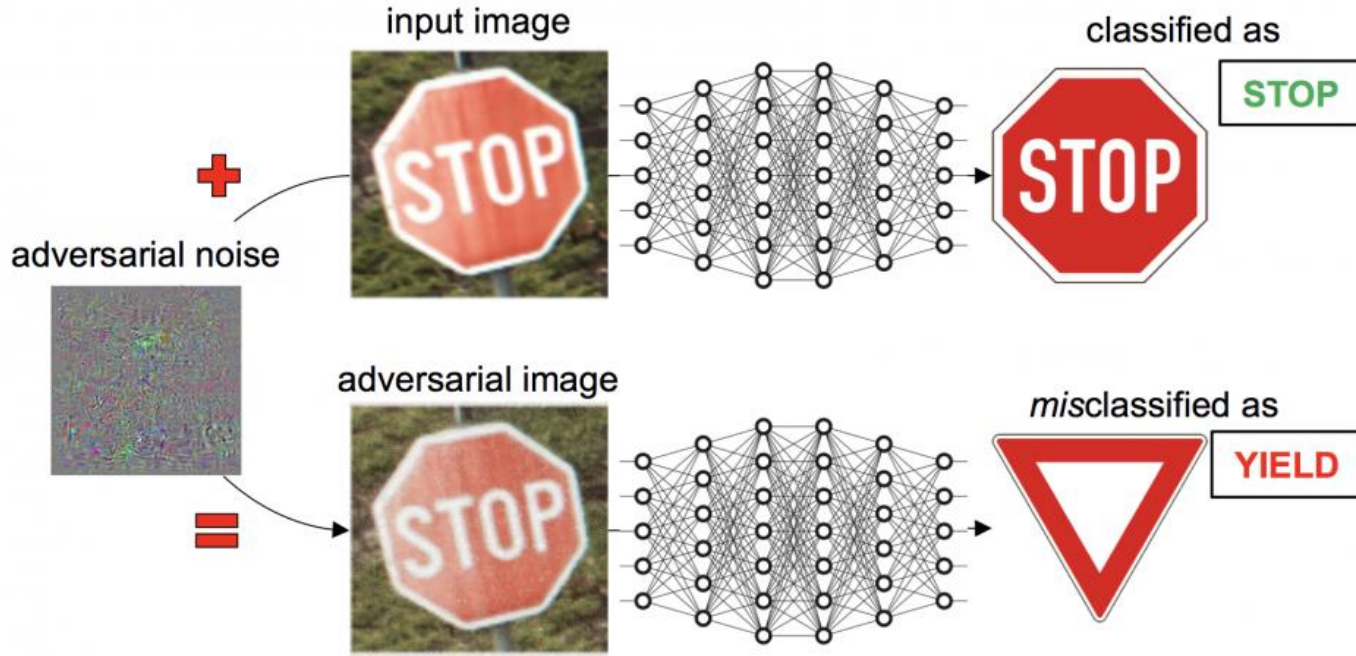 input image
STOP
classified as
STOP
STOP
adversarial noise
adversarial image
STOP
misclassified as
YIELD